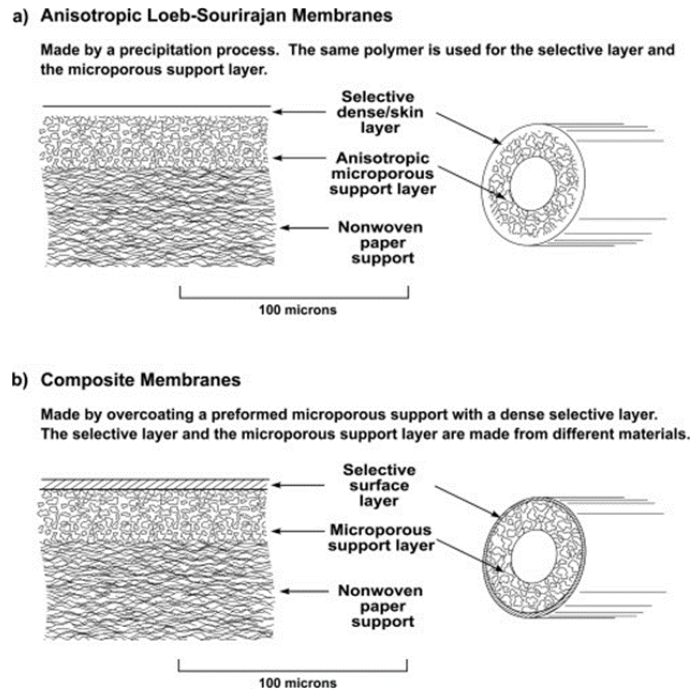 a) Anisotropic Loeb-Sourirajan Membranes
Made by a precipitation process. The same polymer is used for the selective layer and
the microporous support layer.
Selective
dense/skin
layer
Anisotropic
microporous
support layer
Nonwoven
paper
support
100 microns
b) Composite Membranes
Made by overcoating a preformed microporous support with a dense selective layer.
The selective layer and the microporous support layer are made from different materials.
Selective
surface
layer
Microporous
support layer
Nonwoven
paper
support
100 microns